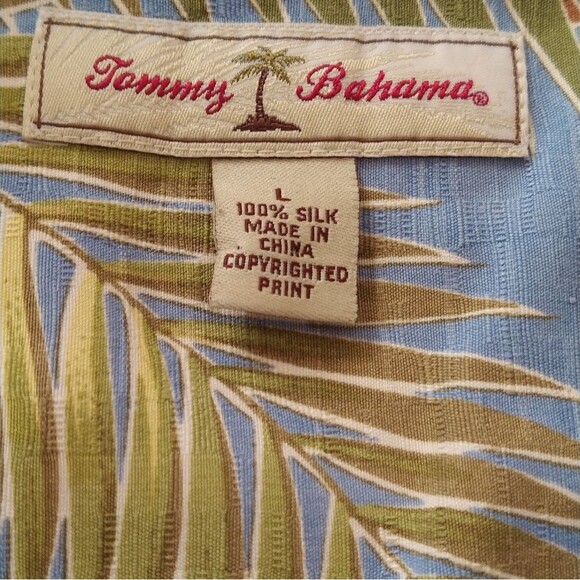 Tommy Bahama®
L
100% SILK
MADE IN
CHINA
COPYRIGHTED
PRINT